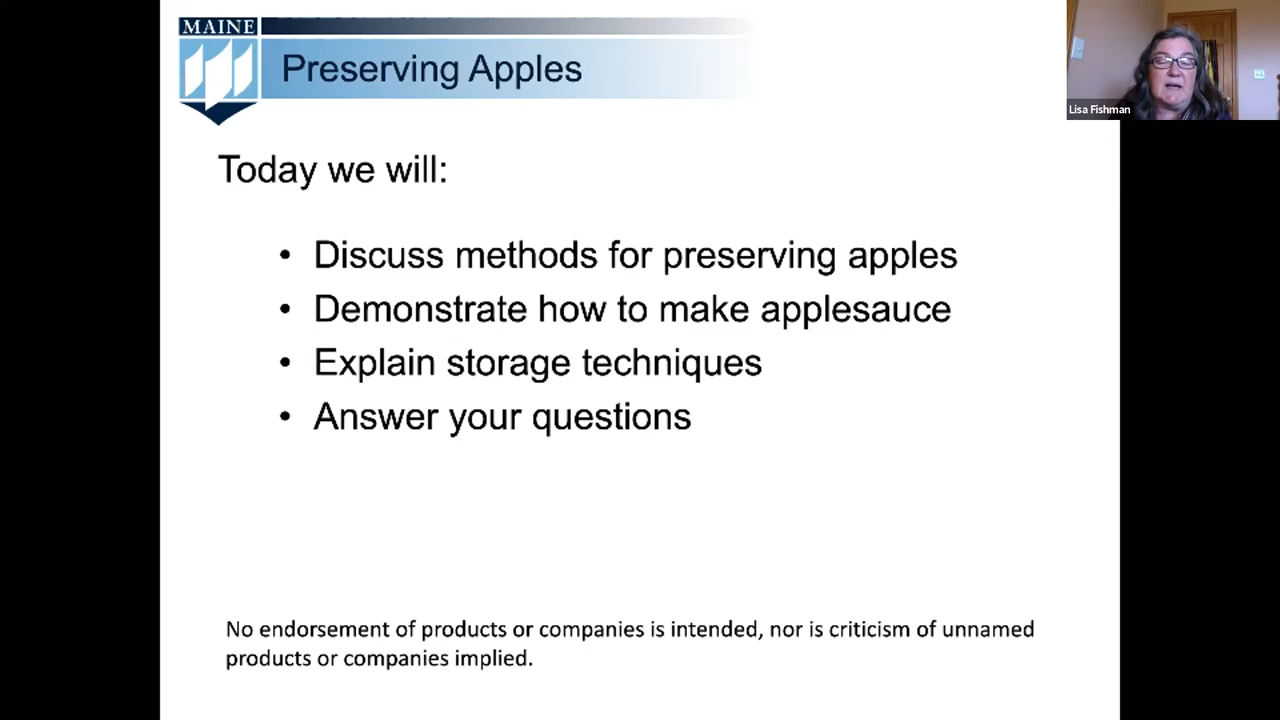 MAINE
Preserving Apples
Lisa Fishman
Today we will:
• Discuss methods for preserving apples
• Demonstrate how to make applesauce
• Explain storage techniques
• Answer your questions
No endorsement of products or companies is intended, nor is criticism of unnamed
products or companies implied.